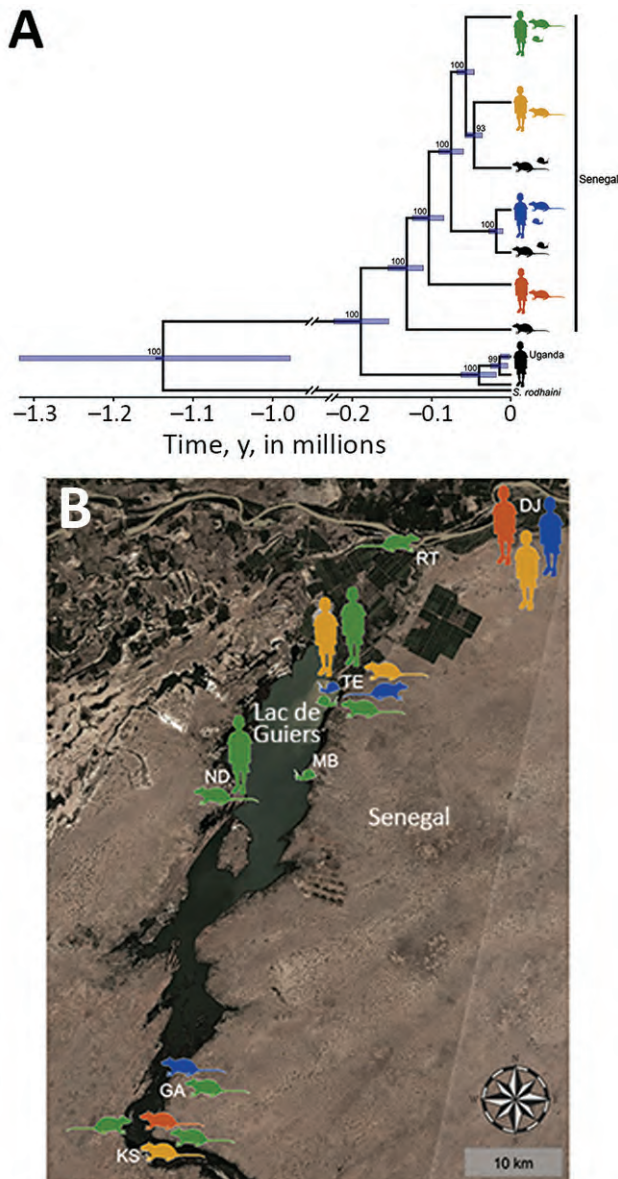 A
100
100
93
100
Senegal
100
100
100
100
99
Uganda
100
100
S. rodhaini
−1.3 −1.2 −1.1 −1.0 −0.2 −0.1 0
Time, y, in millions
B
DJ
RT
TE
Lac de
Guiers
MB
ND
Senegal
GA
KS
N
10 km